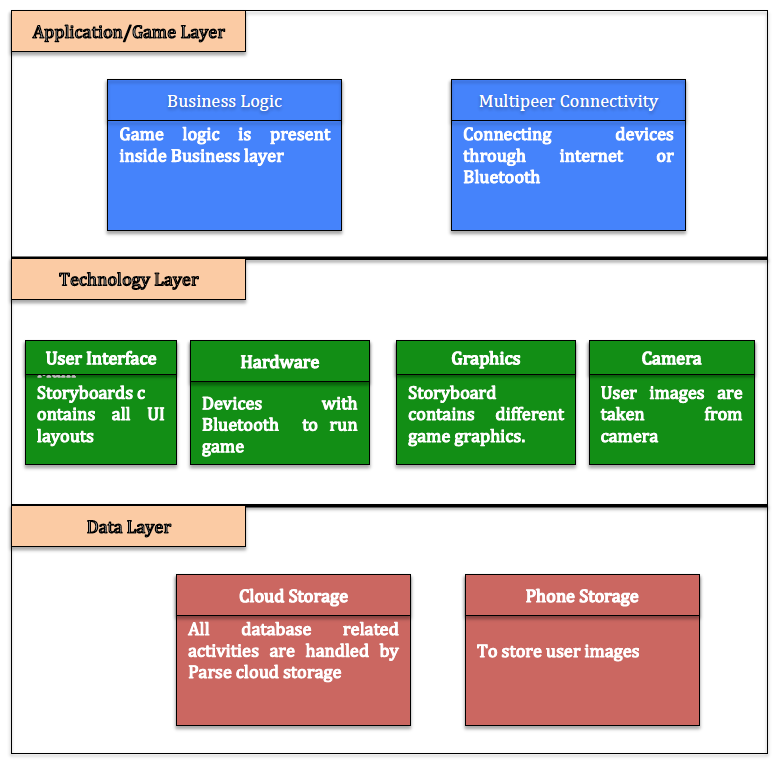 Application/Game Layer
Business Logic
Game logic is present
inside Business layer
Multipeer Connectivity
Connecting devices
through internet or
Bluetooth
Technology Layer
User Interface
Storyboards c
ontains all UI
layouts
Hardware
Devices with
Bluetooth to run
game
Graphics
Storyboard
contains different
game graphics.
Camera
User images are
taken from
camera
Data Layer
Cloud Storage
All database related
activities are handled by
Parse cloud storage
Phone Storage
To store user images